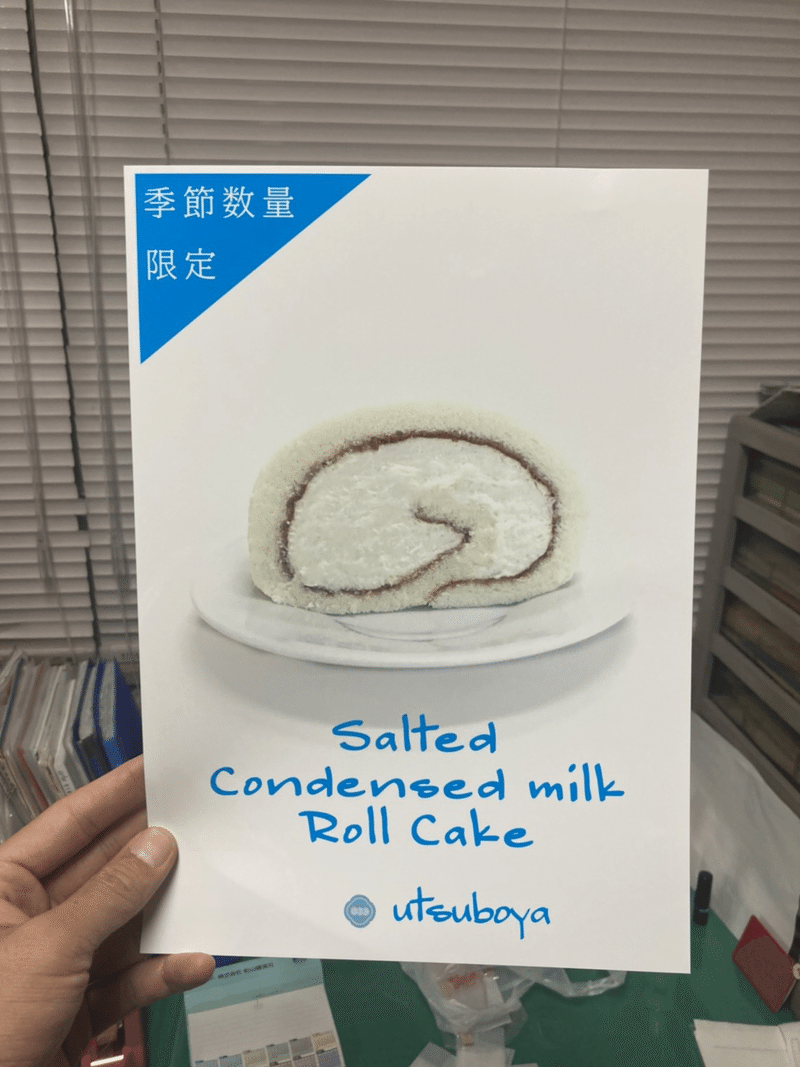 季節数量
限定
Salted
Condensed milk
Roll Cake
utsuboya